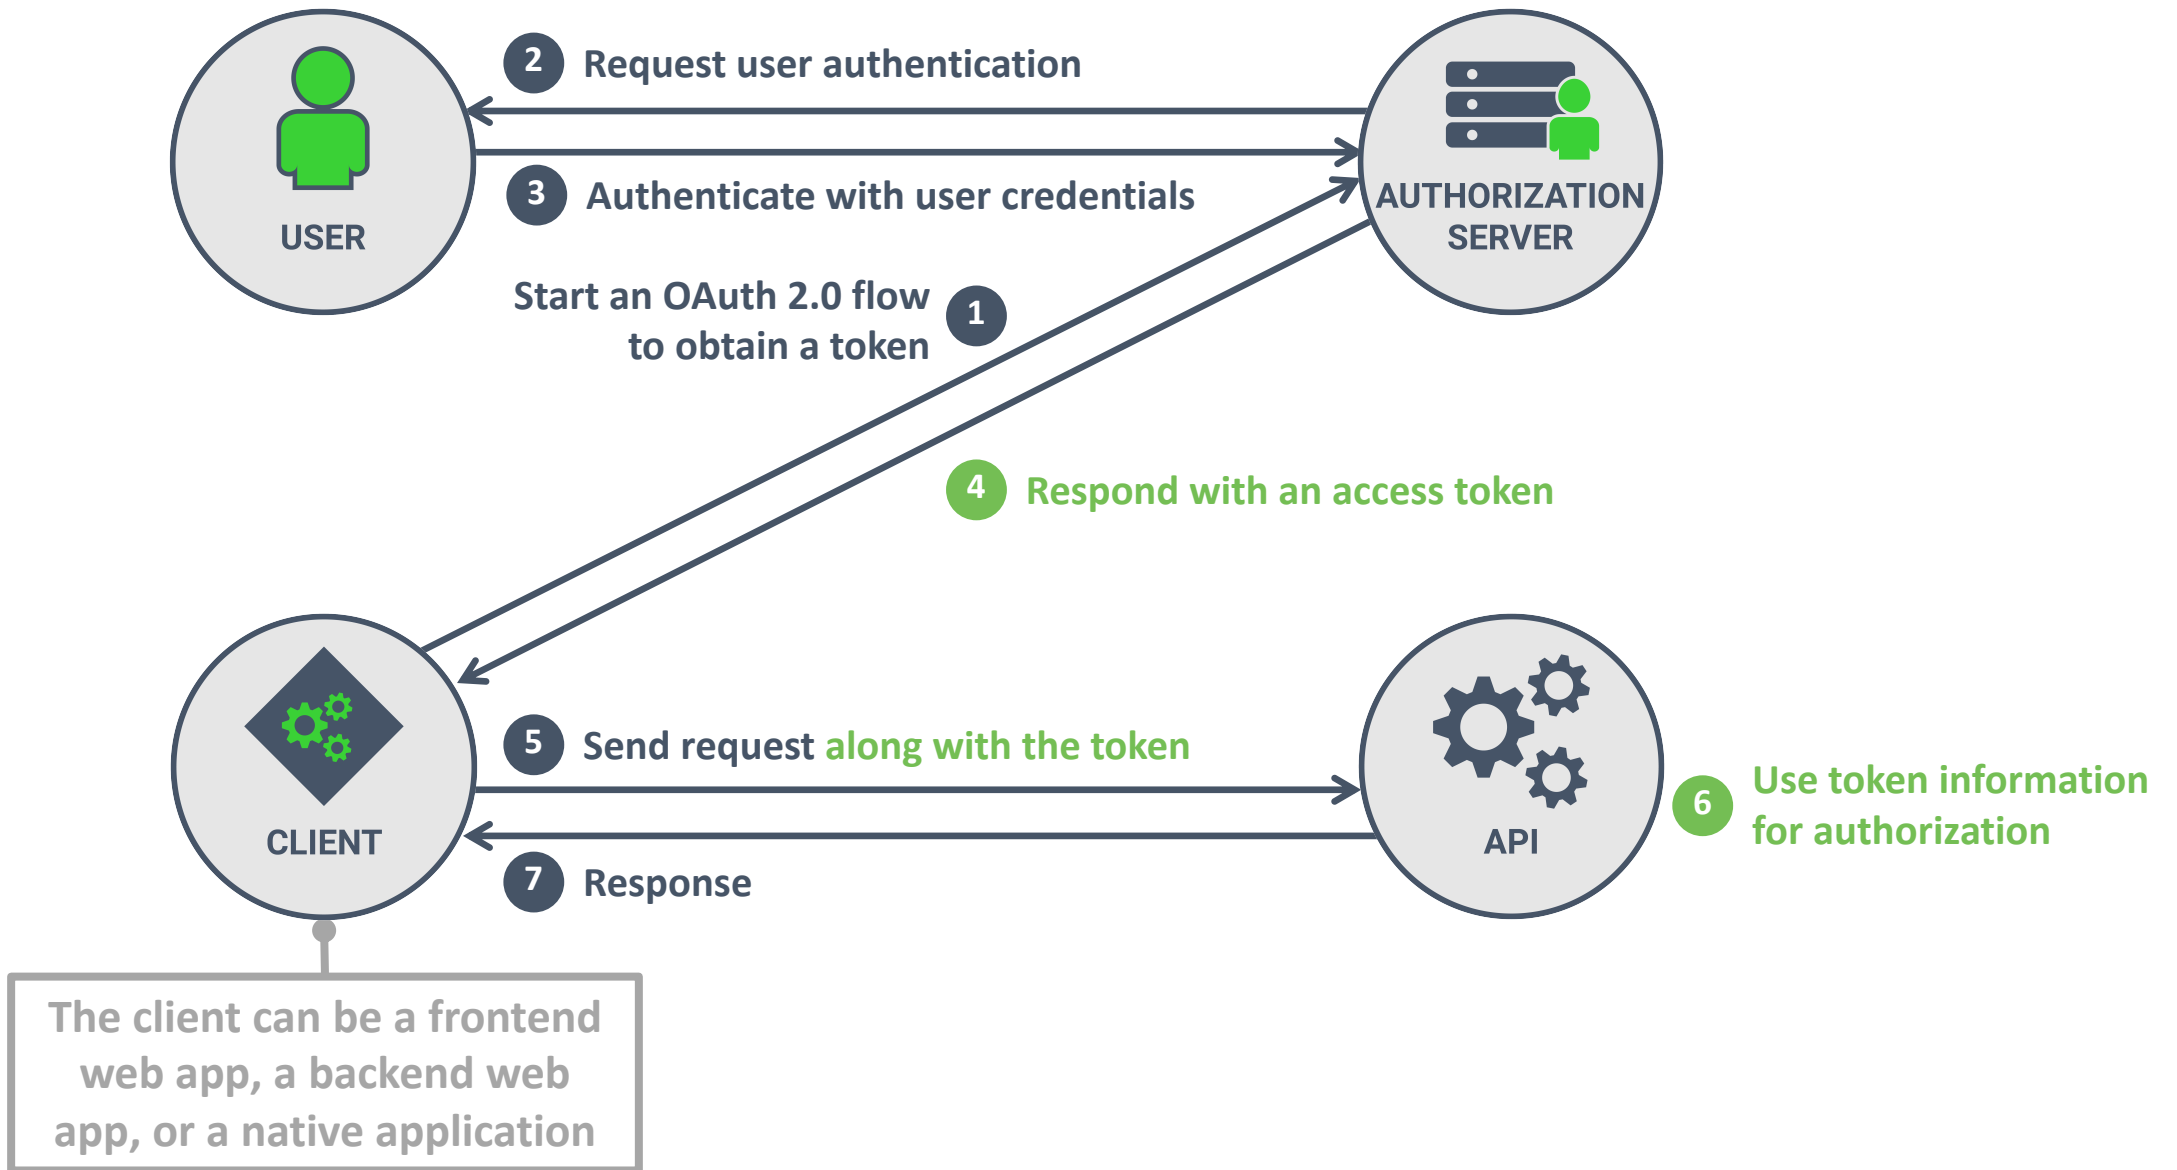 2 Request user authentication
USER
3 Authenticate with user credentials
AUTHORIZATION
SERVER
Start an OAuth 2.0 flow
to obtain a token
1
4 Respond with an access token
CLIENT
5 Send request along with the token
7 Response
API
6
Use token information
for authorization
The client can be a frontend
web app, a backend web
app, or a native application